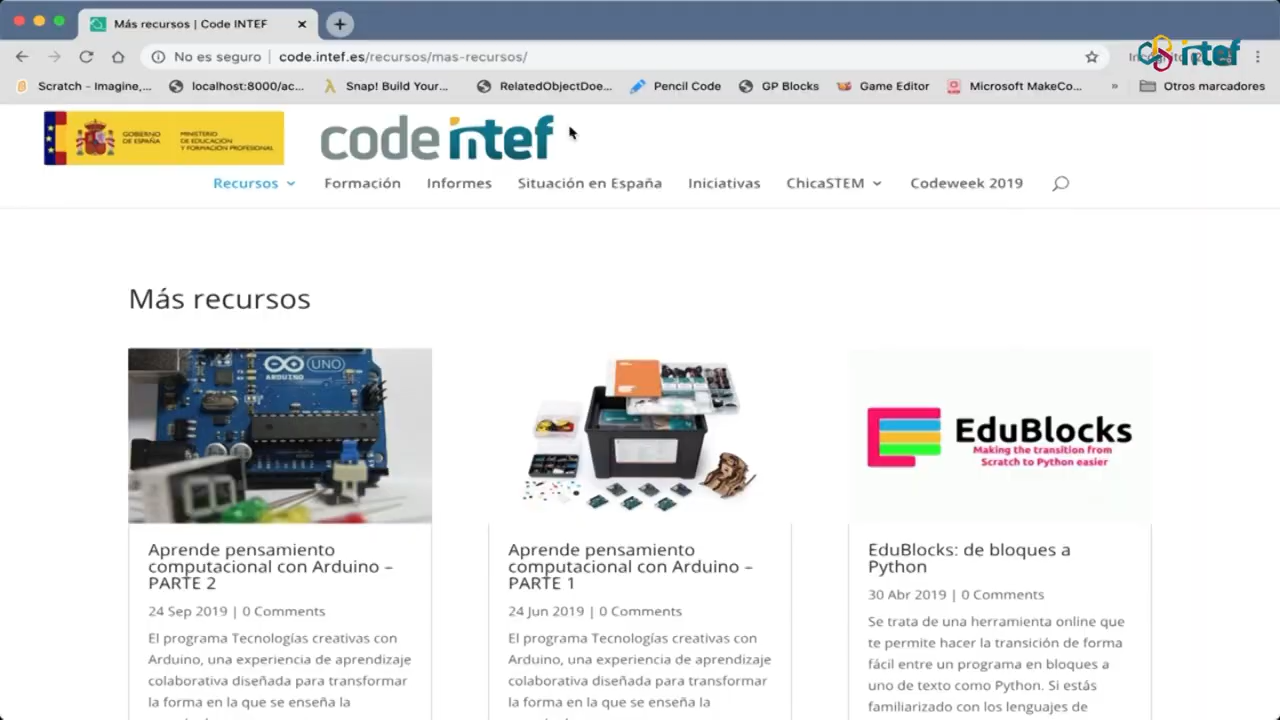 Más recursos | Code INTEF
No es seguro | code.intef.es/recursos/mas-recursos/
intef
Scratch – Imagine,... localhost:8000/ac... Snap! Build Your... RelatedObjectDoe... Pencil Code GP Blocks Game Editor Microsoft MakeCo... » Otros marcadores
GOBIERNO DE ESPAÑA
MINISTERIO DE EDUCACIÓN Y FORMACIÓN PROFESIONAL
code intef
Recursos Formación Informes Situación en España Iniciativas ChicaSTEM Codeweek 2019
Más recursos
UNO
ARDUINO
EduBlocks
Making the transition from
Scratch to Python easier
Aprende pensamiento
computacional con Arduino –
PARTE 2
24 Sep 2019 | 0 Comments
El programa Tecnologías creativas con
Arduino, una experiencia de aprendizaje
colaborativa diseñada para transformar
la forma en la que se enseña la
Aprende pensamiento
computacional con Arduino –
PARTE 1
24 Jun 2019 | 0 Comments
El programa Tecnologías creativas con
Arduino, una experiencia de aprendizaje
colaborativa diseñada para transformar
la forma en la que se enseña la
EduBlocks: de bloques a
Python
30 Abr 2019 | 0 Comments
Se trata de una herramienta online que
te permite hacer la transición de forma
fácil entre un programa en bloques a
uno de texto como Python. Si estás
familiarizado con los lenguajes de